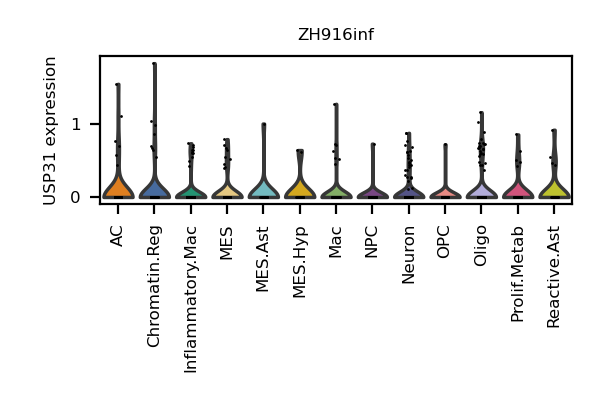 ZH916inf
USP31 expression
1
0
AC
Chromatin.Reg
Inflammatory.Mac
MES
MES.Ast
MES.Hyp
Mac
NPC
Neuron
OPC
Oligo
Prolif.Metab
Reactive.Ast